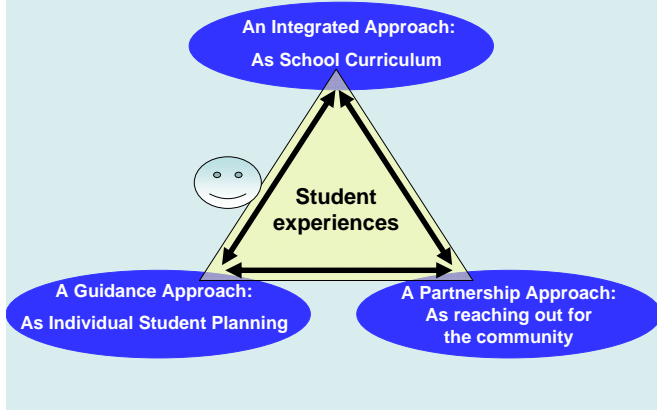 An Integrated Approach:
As School Curriculum
Student
experiences
A Guidance Approach:
As Individual Student Planning
A Partnership Approach:
As reaching out for
the community